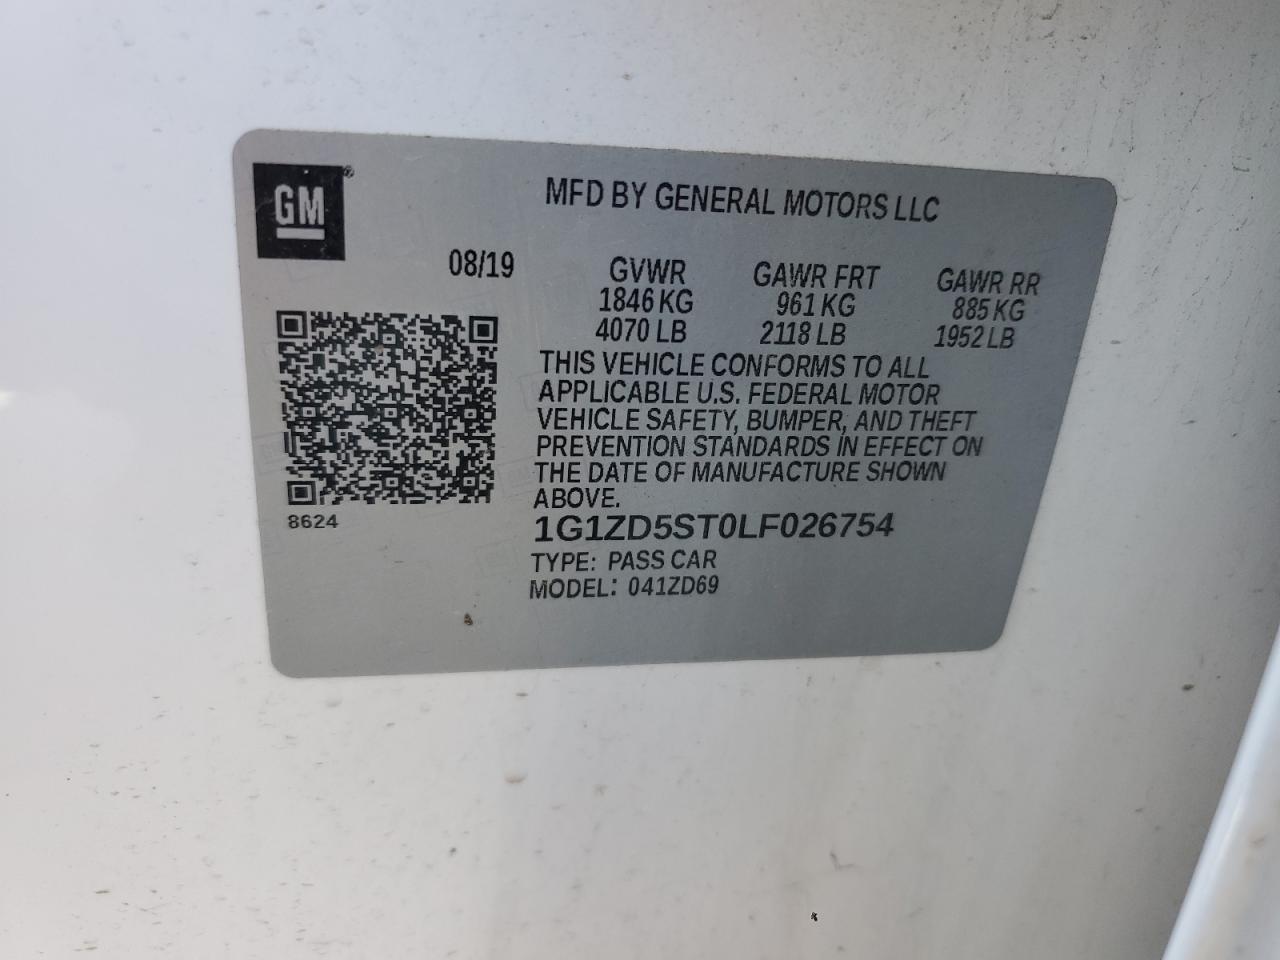 GM®
MFD BY GENERAL MOTORS LLC
08/19
GVWR GAWR FRT GAWR RR
1846 KG 961 KG 885 KG
4070 LB 2118 LB 1952 LB
THIS VEHICLE CONFORMS TO ALL
APPLICABLE U.S. FEDERAL MOTOR
VEHICLE SAFETY, BUMPER, AND THEFT
PREVENTION STANDARDS IN EFFECT ON
THE DATE OF MANUFACTURE SHOWN
ABOVE.
8624
1G1ZD5ST0LF026754
TYPE: PASS CAR
MODEL: 041ZD69